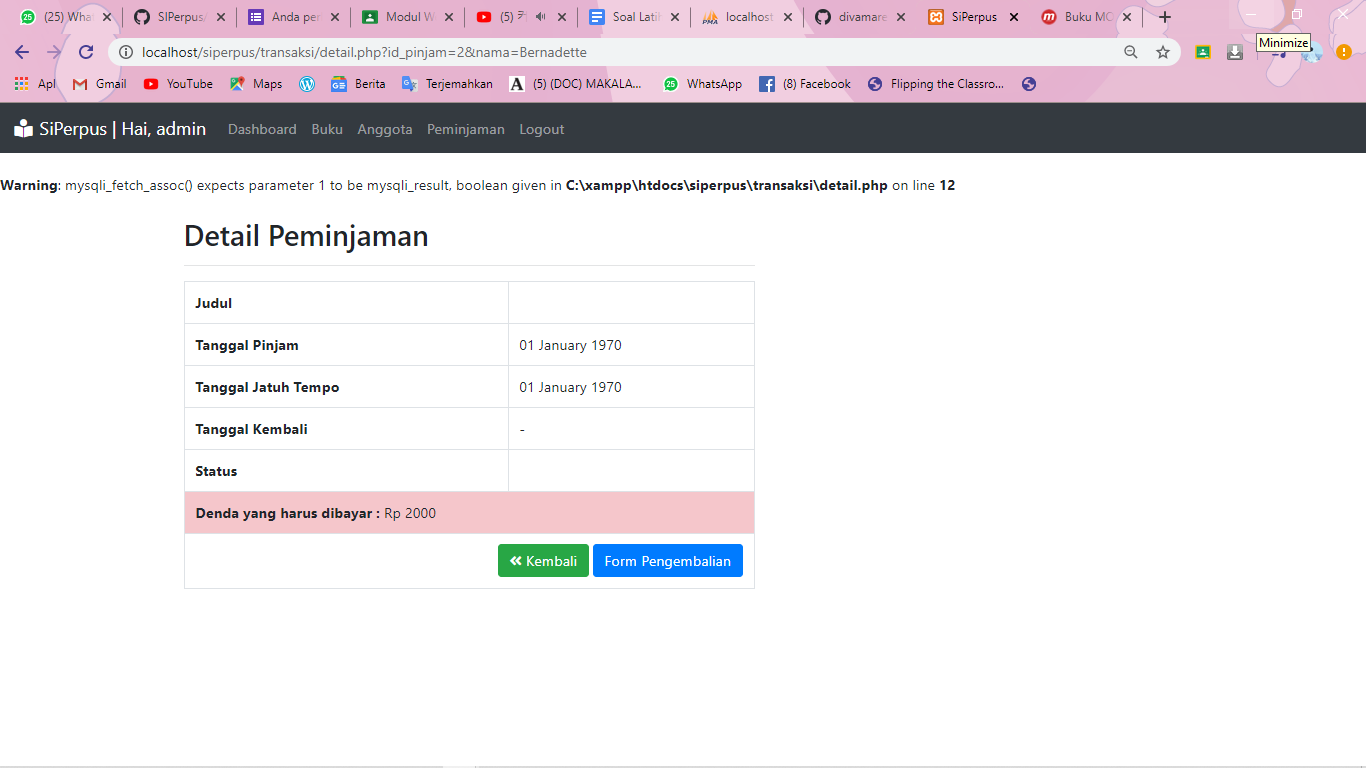 (25) What
SIPerpus/
Anda per
Modul W
(5)
Soal Lati
localhost
divamare
SiPerpus
Buku MO
localhost/siperpus/transaksi/detail.php?id_pinjam=2&nama=Bernadette
Minimize
Apl
Gmail
YouTube
Maps
Berita
Terjemahkan
(5) (DOC) MAKALA...
WhatsApp
(8) Facebook
Flipping the Classro...
SiPerpus | Hai, admin Dashboard Buku Anggota Peminjaman Logout
Warning: mysqli_fetch_assoc() expects parameter 1 to be mysqli_result, boolean given in C:\xampp\htdocs\siperpus\transaksi\detail.php on line 12
Detail Peminjaman
Judul
Tanggal Pinjam 01 January 1970
Tanggal Jatuh Tempo 01 January 1970
Tanggal Kembali -
Status
Denda yang harus dibayar : Rp 2000
Kembali Form Pengembalian